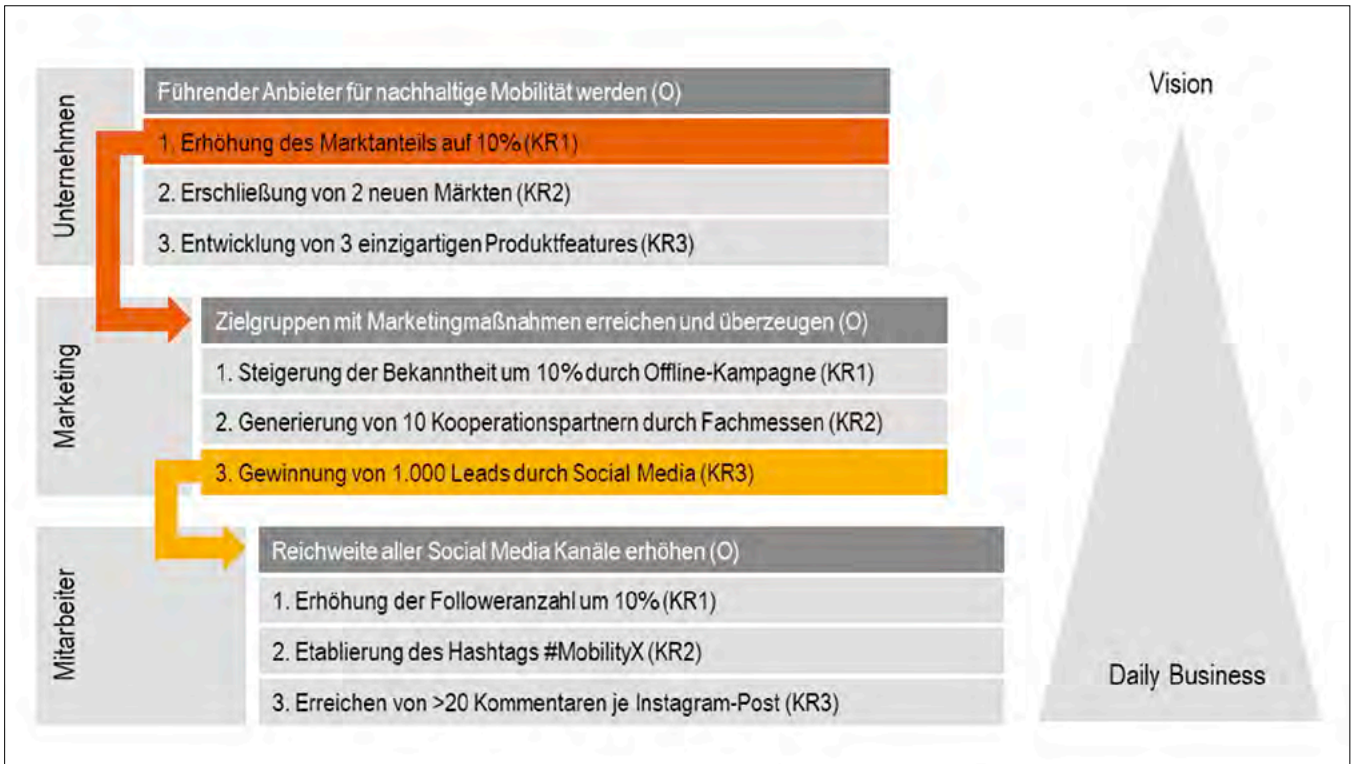 Unternehmen
Führender Anbieter für nachhaltige Mobilität werden (O)
1. Erhöhung des Marktanteils auf 10% (KR1)
2. Erschließung von 2 neuen Märkten (KR2)
3. Entwicklung von 3 einzigartigen Produktfeatures (KR3)
Marketing
Zielgruppen mit Marketingmaßnahmen erreichen und überzeugen (O)
1. Steigerung der Bekanntheit um 10% durch Offline-Kampagne (KR1)
2. Generierung von 10 Kooperationspartnern durch Fachmessen (KR2)
3. Gewinnung von 1.000 Leads durch Social Media (KR3)
Mitarbeiter
Reichweite aller Social Media Kanäle erhöhen (O)
1. Erhöhung der Followeranzahl um 10% (KR1)
2. Etablierung des Hashtags #MobilityX (KR2)
3. Erreichen von >20 Kommentaren je Instagram-Post (KR3)
Vision
Daily Business